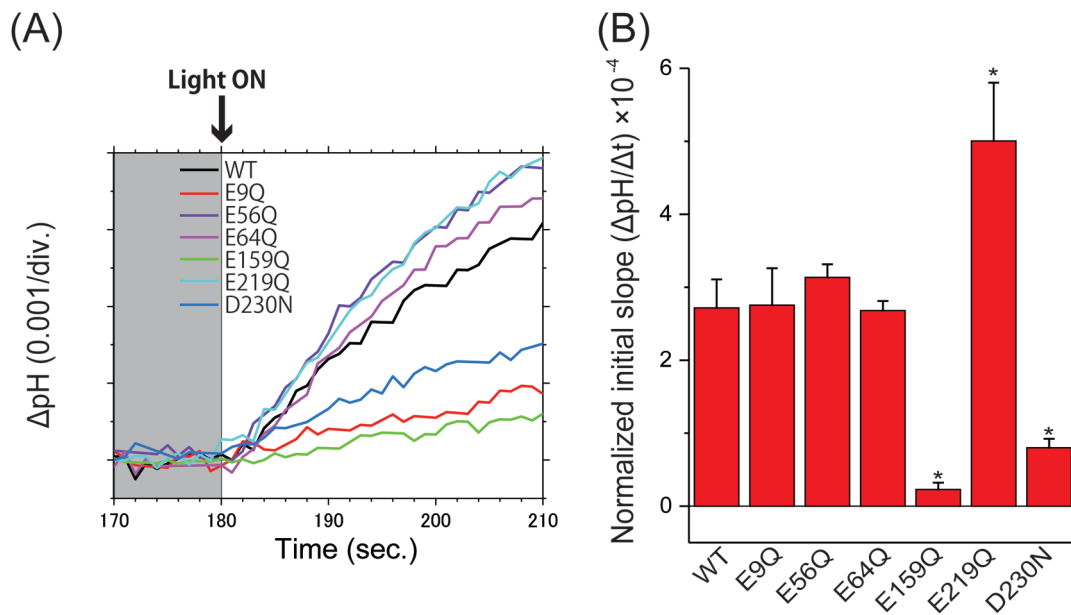 (A)
Light ON
WT
E9Q
E56Q
E64Q
E159Q
E219Q
D230N
ΔpH (0.001/div.)
170 180 190 200 210
Time (sec.)
(B)
Normalized initial slope (ΔpH/Δt) ×10⁻⁴
6
4
2
0
* * *
WT E9Q E56Q E64Q E159Q E219Q D230N